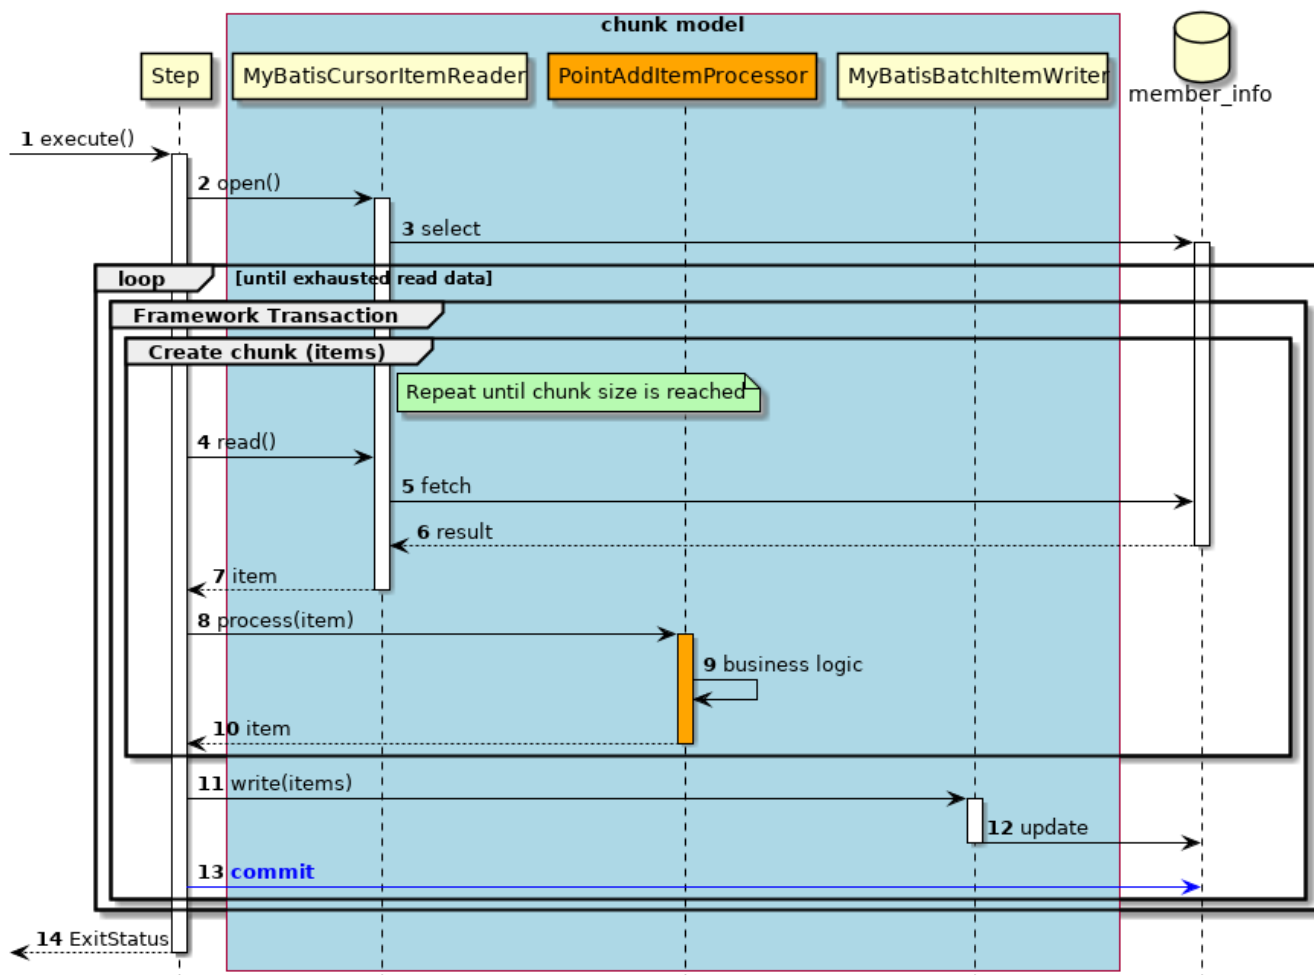 chunk model
Step
MyBatisCursorItemReader
PointAddItemProcessor
MyBatisBatchItemWriter
member_info
1 execute()
2 open()
3 select
loop [until exhausted read data]
Framework Transaction
Create chunk (items)
Repeat until chunk size is reached
4 read()
5 fetch
6 result
7 item
8 process(item)
9 business logic
10 item
11 write(items)
12 update
13 commit
14 ExitStatus